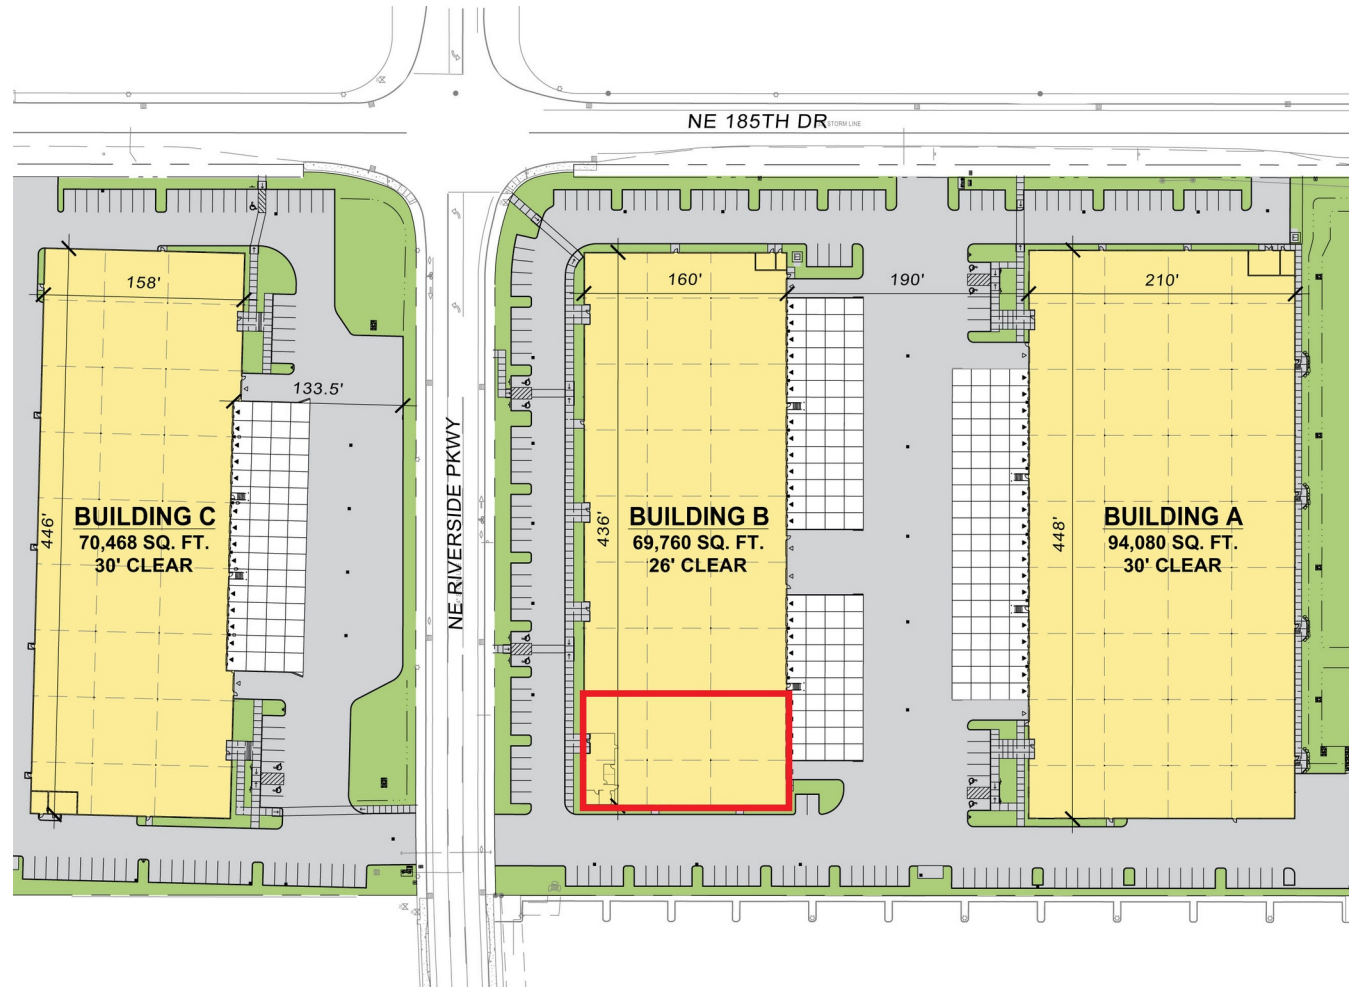 NE 185TH DR
STORM LINE
158'
160'
190'
210'
133.5'
NE RIVERSIDE PKWY
446'
BUILDING C
70,468 SQ. FT.
30' CLEAR
436'
BUILDING B
69,760 SQ. FT.
26' CLEAR
448'
BUILDING A
94,080 SQ. FT.
30' CLEAR